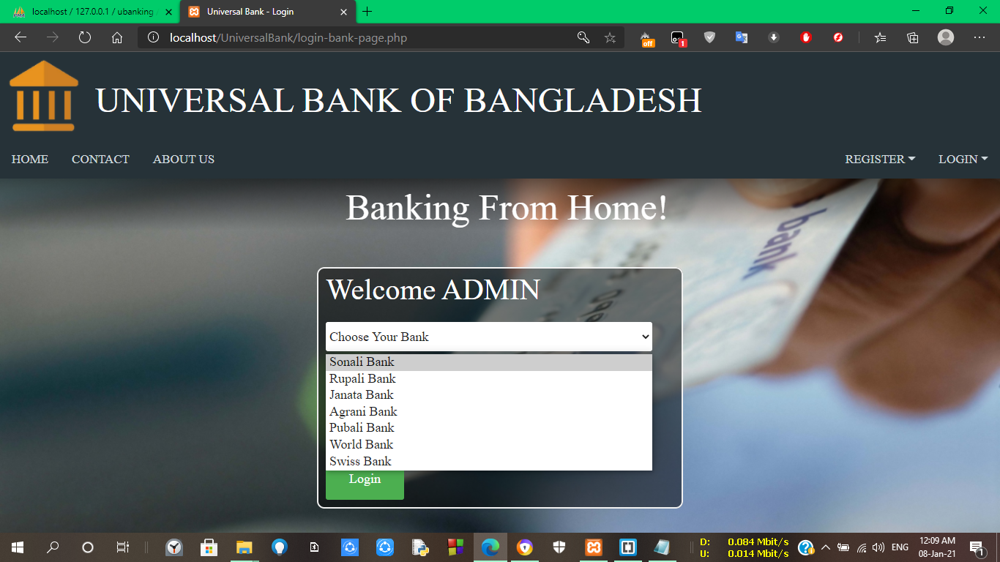 localhost / 127.0.0.1 / ubanking
Universal Bank - Login
localhost/UniversalBank/login-bank-page.php
off
1
UNIVERSAL BANK OF BANGLADESH
HOME CONTACT ABOUT US REGISTER LOGIN
Banking From Home!
bank
Welcome ADMIN
Choose Your Bank
Sonali Bank
Rupali Bank
Janata Bank
Agrani Bank
Pubali Bank
World Bank
Swiss Bank
Login
D: 0.084 Mbit/s
U: 0.014 Mbit/s
ENG
12:09 AM
08-Jan-21
1